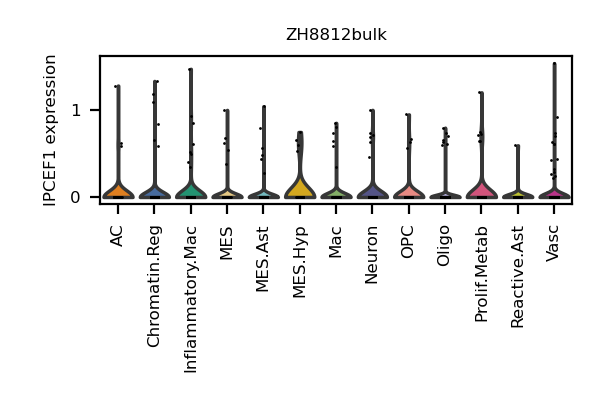 ZH8812bulk
IPCEF1 expression
1
0
AC
Chromatin.Reg
Inflammatory.Mac
MES
MES.Ast
MES.Hyp
Mac
Neuron
OPC
Oligo
Prolif.Metab
Reactive.Ast
Vasc